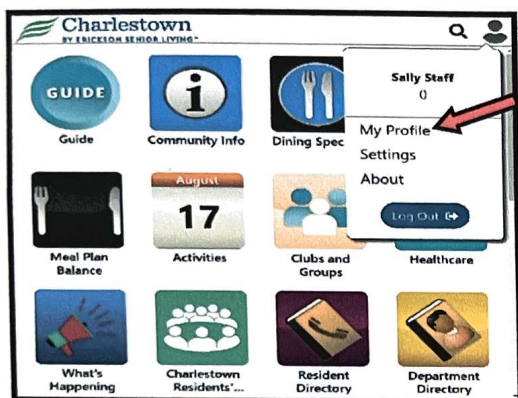 Charlestown
BY ERICKSON SENIOR LIVING
GUIDE
Guide
Community Info
Dining Spec
Sally Staff
()
My Profile
Settings
About
Log Out
Meal Plan
Balance
August
17
Activities
Clubs and
Groups
Healthcare
What's
Happening
Charlestown
Residents'...
Resident
Directory
Department
Directory